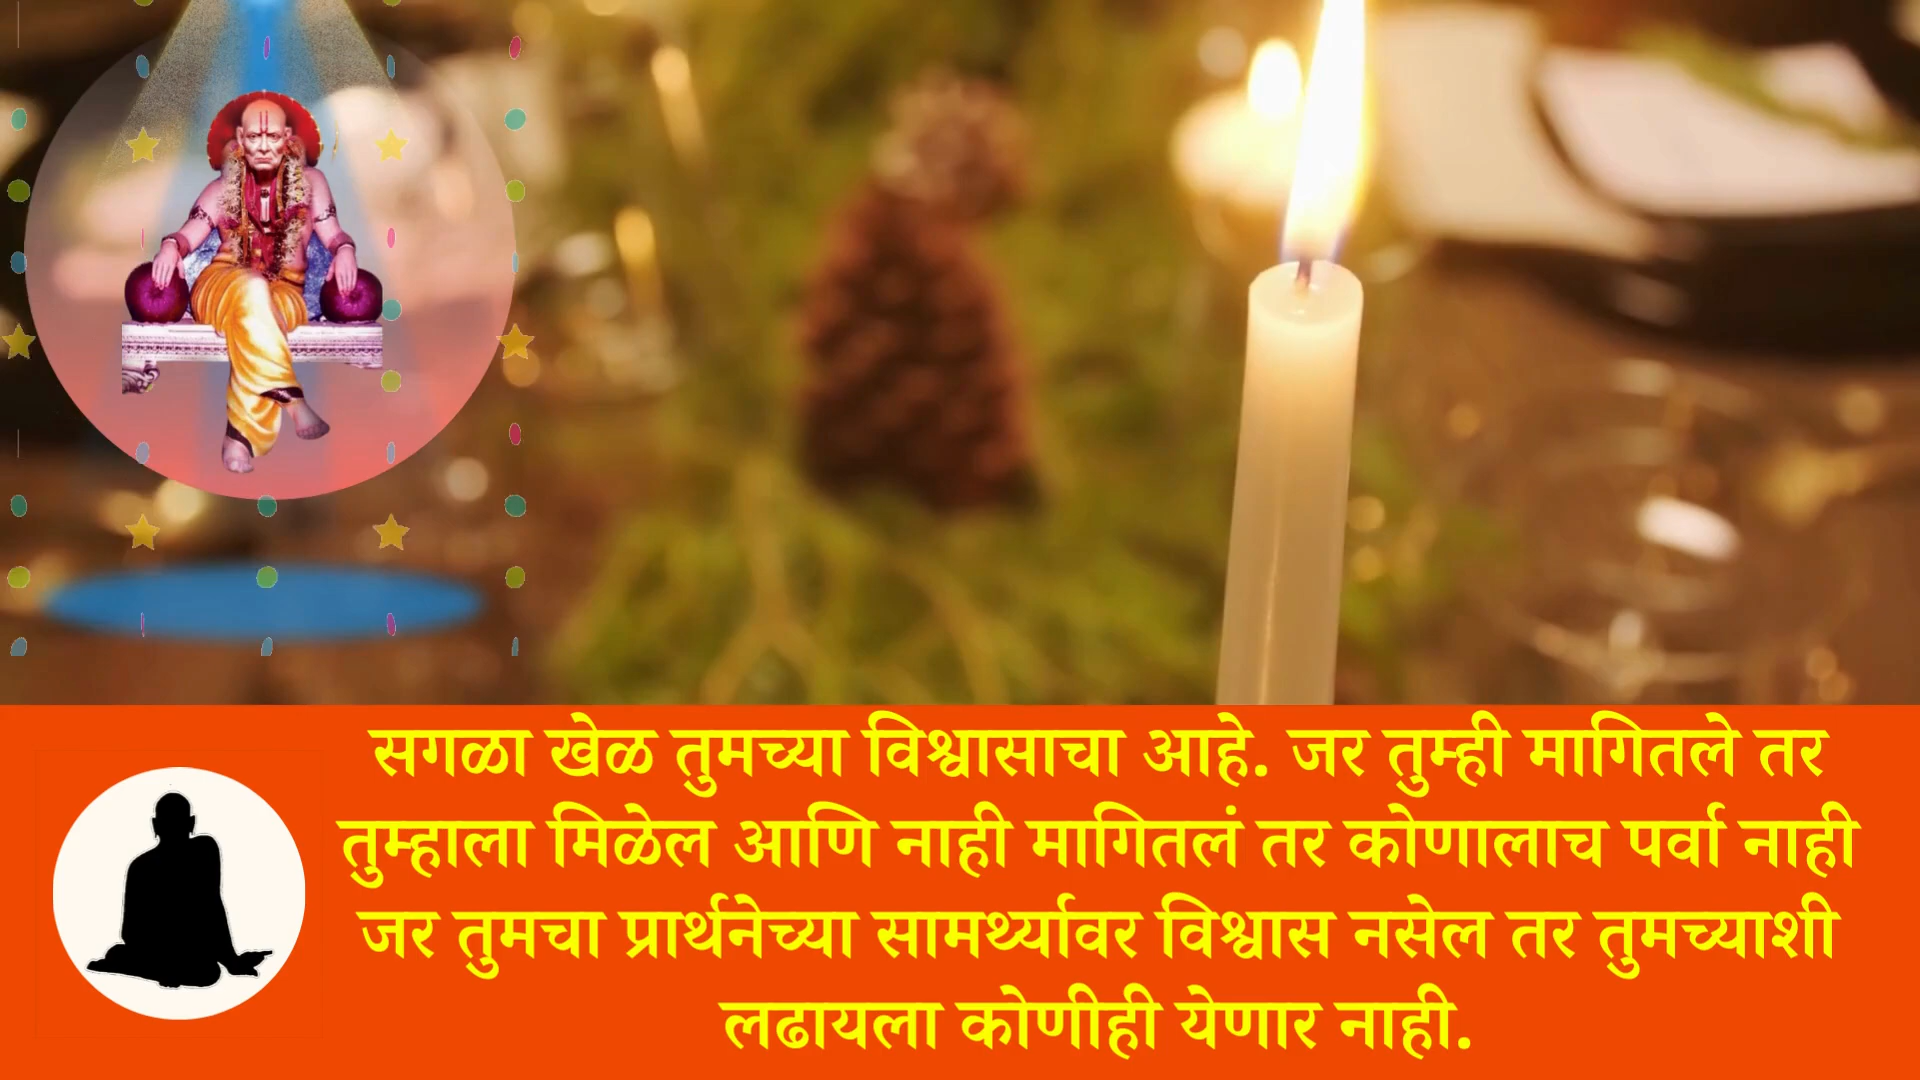 सगळा खेळ तुमच्या विश्वासाचा आहे. जर तुम्ही मागितले तर
तुम्हाला मिळेल आणि नाही मागितलं तर कोणालाच पर्वा नाही
जर तुमचा प्रार्थनेच्या सामर्थ्यावर विश्वास नसेल तर तुमच्याशी
लढायला कोणीही येणार नाही.